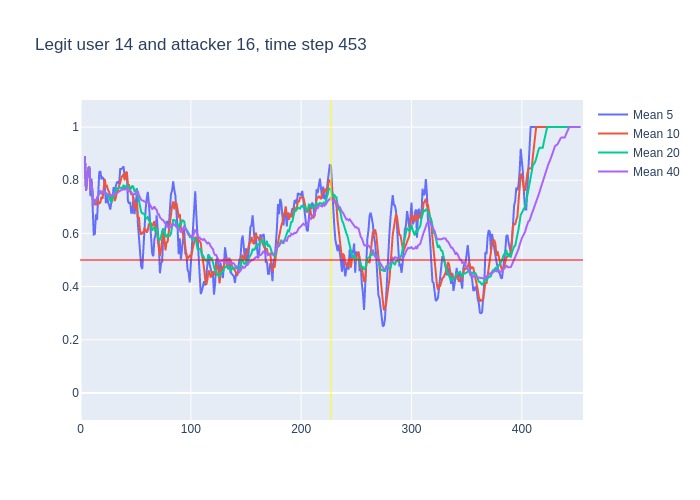 Legit user 14 and attacker 16, time step 453
1
0.8
0.6
0.4
0.2
0
0 100 200 300 400
Mean 5
Mean 10
Mean 20
Mean 40